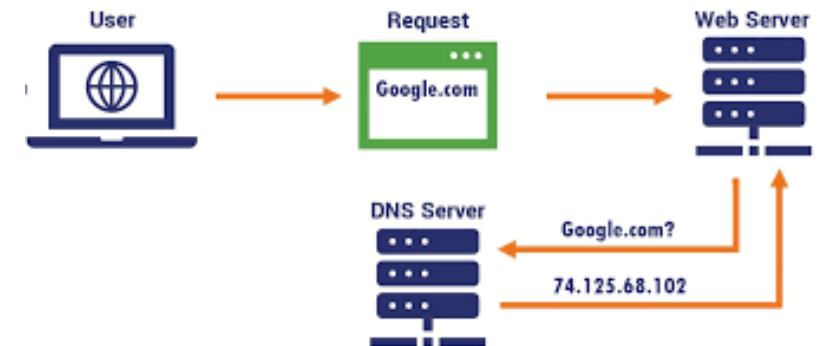 User
Request
Web Server
Google.com
DNS Server
Google.com?
74.125.68.102